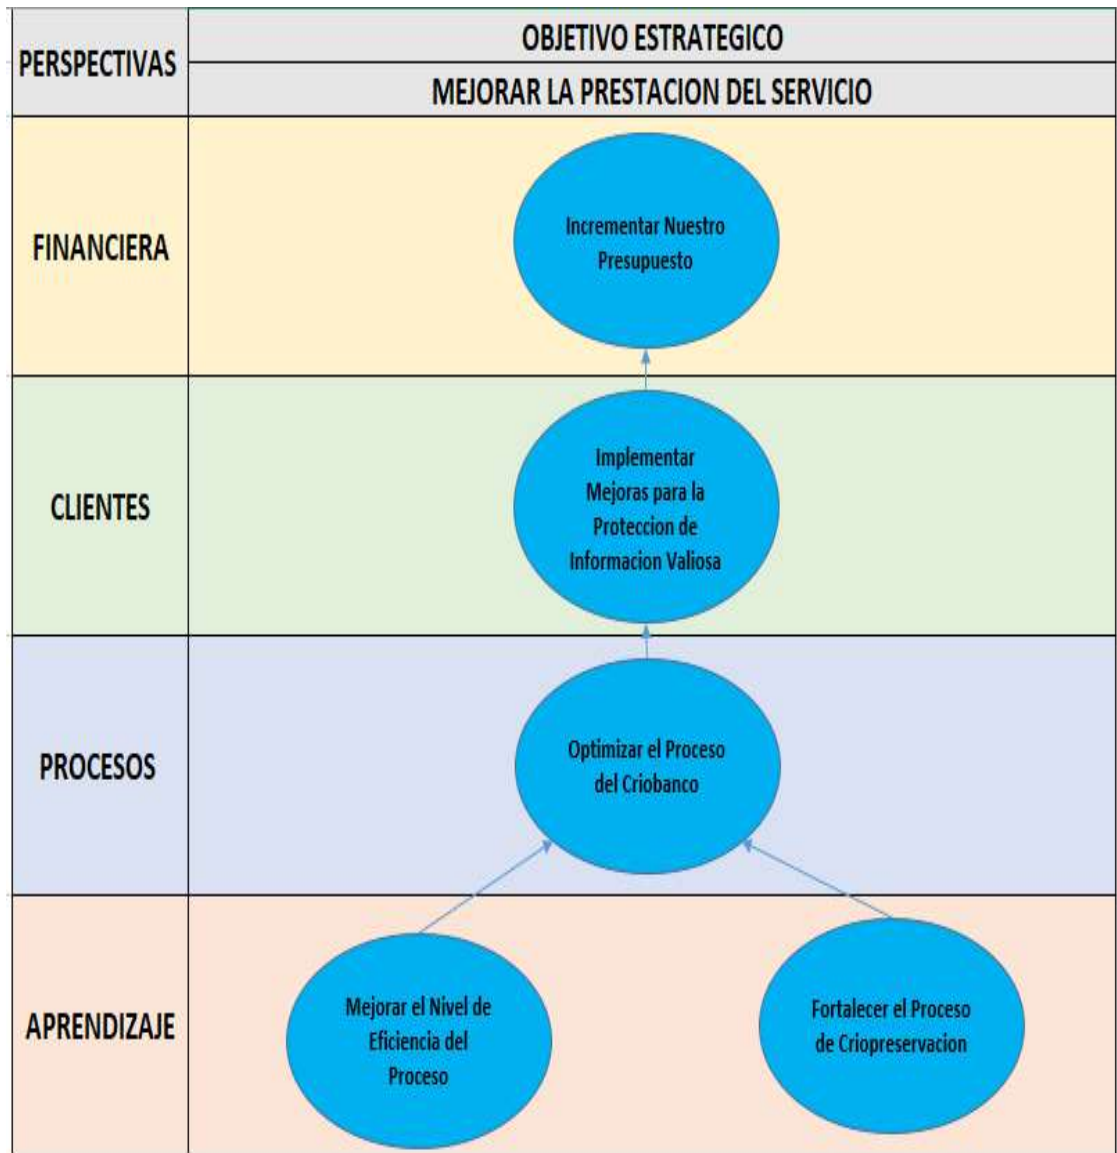 PERSPECTIVAS
OBJETIVO ESTRATEGICO
MEJORAR LA PRESTACION DEL SERVICIO
FINANCIERA
Incrementar Nuestro
Presupuesto
CLIENTES
Implementar
Mejoras para la
Proteccion de
Informacion Valiosa
PROCESOS
Optimizar el Proceso
del Criobanco
APRENDIZAJE
Mejorar el Nivel de
Eficiencia del
Proceso
Fortalecer el Proceso
de Criopreservacion